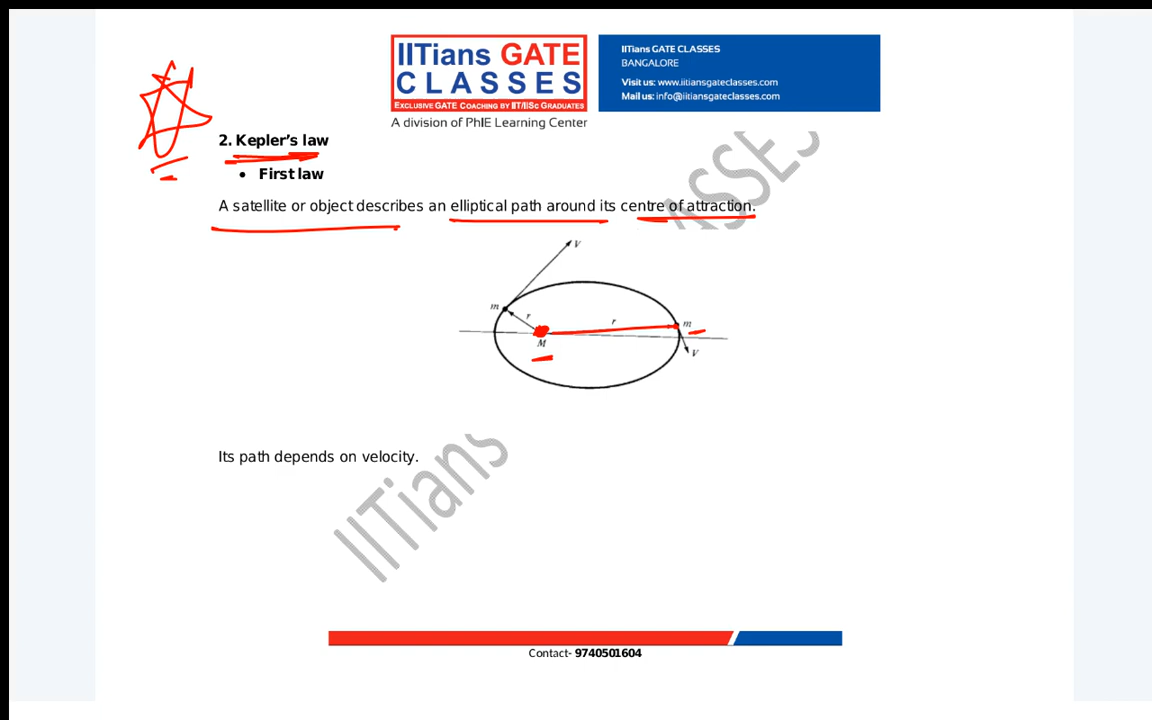 IITians GATE
CLASSES
EXCLUSIVE GATE COACHING BY IIT/IISC GRADUATES
A division of PhIE Learning Center
IITians GATE CLASSES
BANGALORE
Visit us: www.iitiansgateclasses.com
Mail us: info@iitiansgateclasses.com
2. Kepler's law
• First law
A satellite or object describes an elliptical path around its centre of attraction.
V
m
r
r
m
M
V
Its path depends on velocity.
IITians
ASSES
Contact- 9740501604